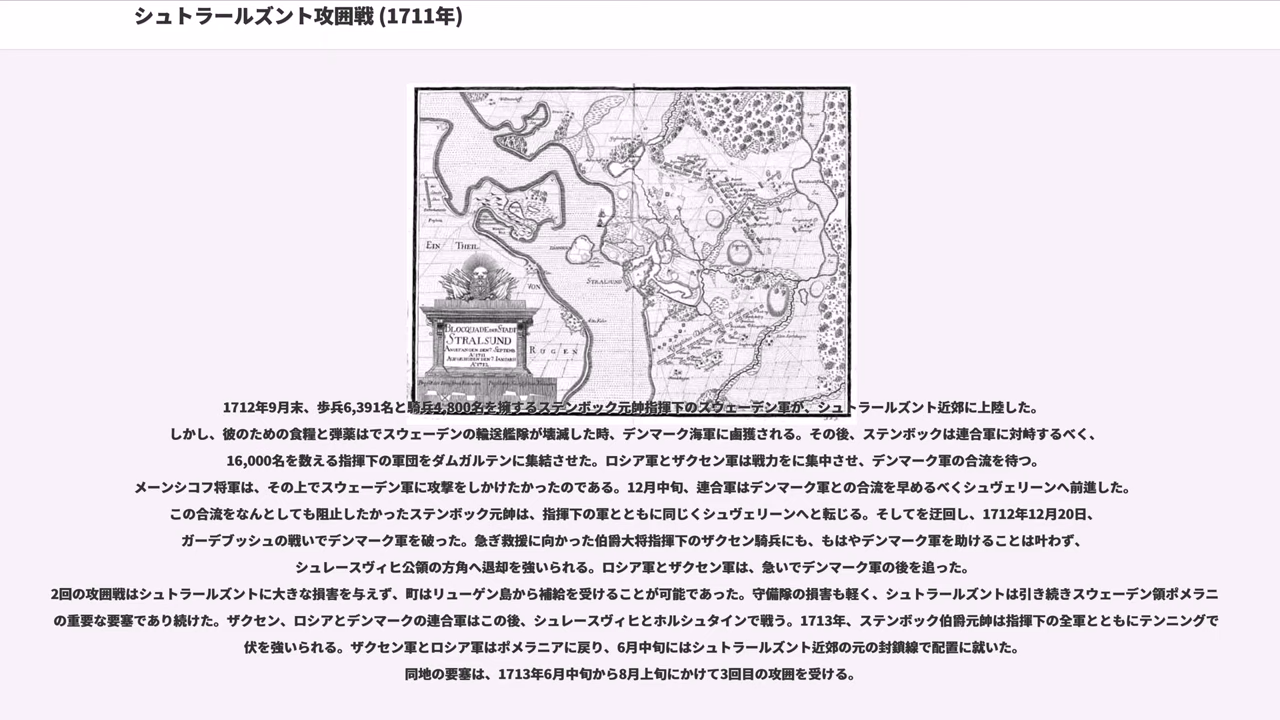 シュトラールズント攻囲戦 (1711年)
EIN THEIL
VON
RÜGEN
STRALSUND
BLOCQUADE DER STADT
STRALSUND
1712年9月末、歩兵6,391名と騎兵4,800名を擁するステンボック元帥指揮下のスウェーデン軍が、シュトラールズント近郊に上陸した。
しかし、彼のための食糧と弾薬はでスウェーデンの輸送艦隊が壊滅した時、デンマーク海軍に鹵獲される。その後、ステンボックは連合軍に対峙するべく、
16,000名を数える指揮下の軍団をダムガルテンに集結させた。ロシア軍とザクセン軍は戦力をに集中させ、デンマーク軍の合流を待つ。
メーンシコフ将軍は、その上でスウェーデン軍に攻撃をしかけたかったのである。12月中旬、連合軍はデンマーク軍との合流を早めるべくシュヴェリーンへ前進した。
この合流をなんとしても阻止したかったステンボック元帥は、指揮下の軍とともに同じくシュヴェリーンへと転じる。そしてを迂回し、1712年12月20日、
ガーデブッシュの戦いでデンマーク軍を破った。急ぎ救援に向かった伯爵大将指揮下のザクセン騎兵にも、もはやデンマーク軍を助けることは叶わず、
シュレースヴィヒ公領の方角へ退却を強いられる。ロシア軍とザクセン軍は、急いでデンマーク軍の後を追った。
2回の攻囲戦はシュトラールズントに大きな損害を与えず、町はリューゲン島から補給を受けることが可能であった。守備隊の損害も軽く、シュトラールズントは引き続きスウェーデン領ポメラニ
の重要な要塞であり続けた。ザクセン、ロシアとデンマークの連合軍はこの後、シュレースヴィヒとホルシュタインで戦う。1713年、ステンボック伯爵元帥は指揮下の全軍とともにテンニングで
伏を強いられる。ザクセン軍とロシア軍はポメラニアに戻り、6月中旬にはシュトラールズント近郊の元の封鎖線で配置に就いた。
同地の要塞は、1713年6月中旬から8月上旬にかけて3回目の攻囲を受ける。